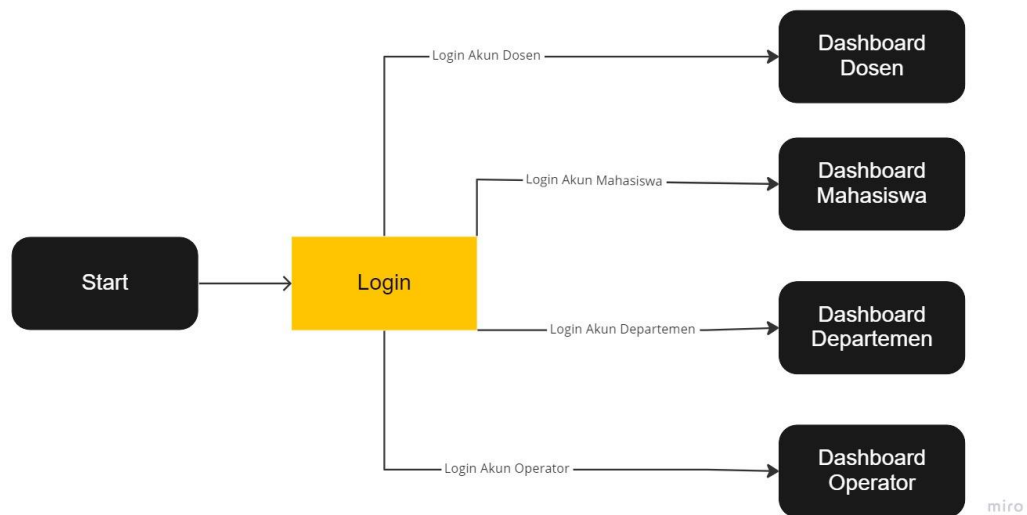 Login Akun Dosen
Dashboard
Dosen
Login Akun Mahasiswa
Dashboard
Mahasiswa
Start
Login
Login Akun Departemen
Dashboard
Departemen
Login Akun Operator
Dashboard
Operator
miro